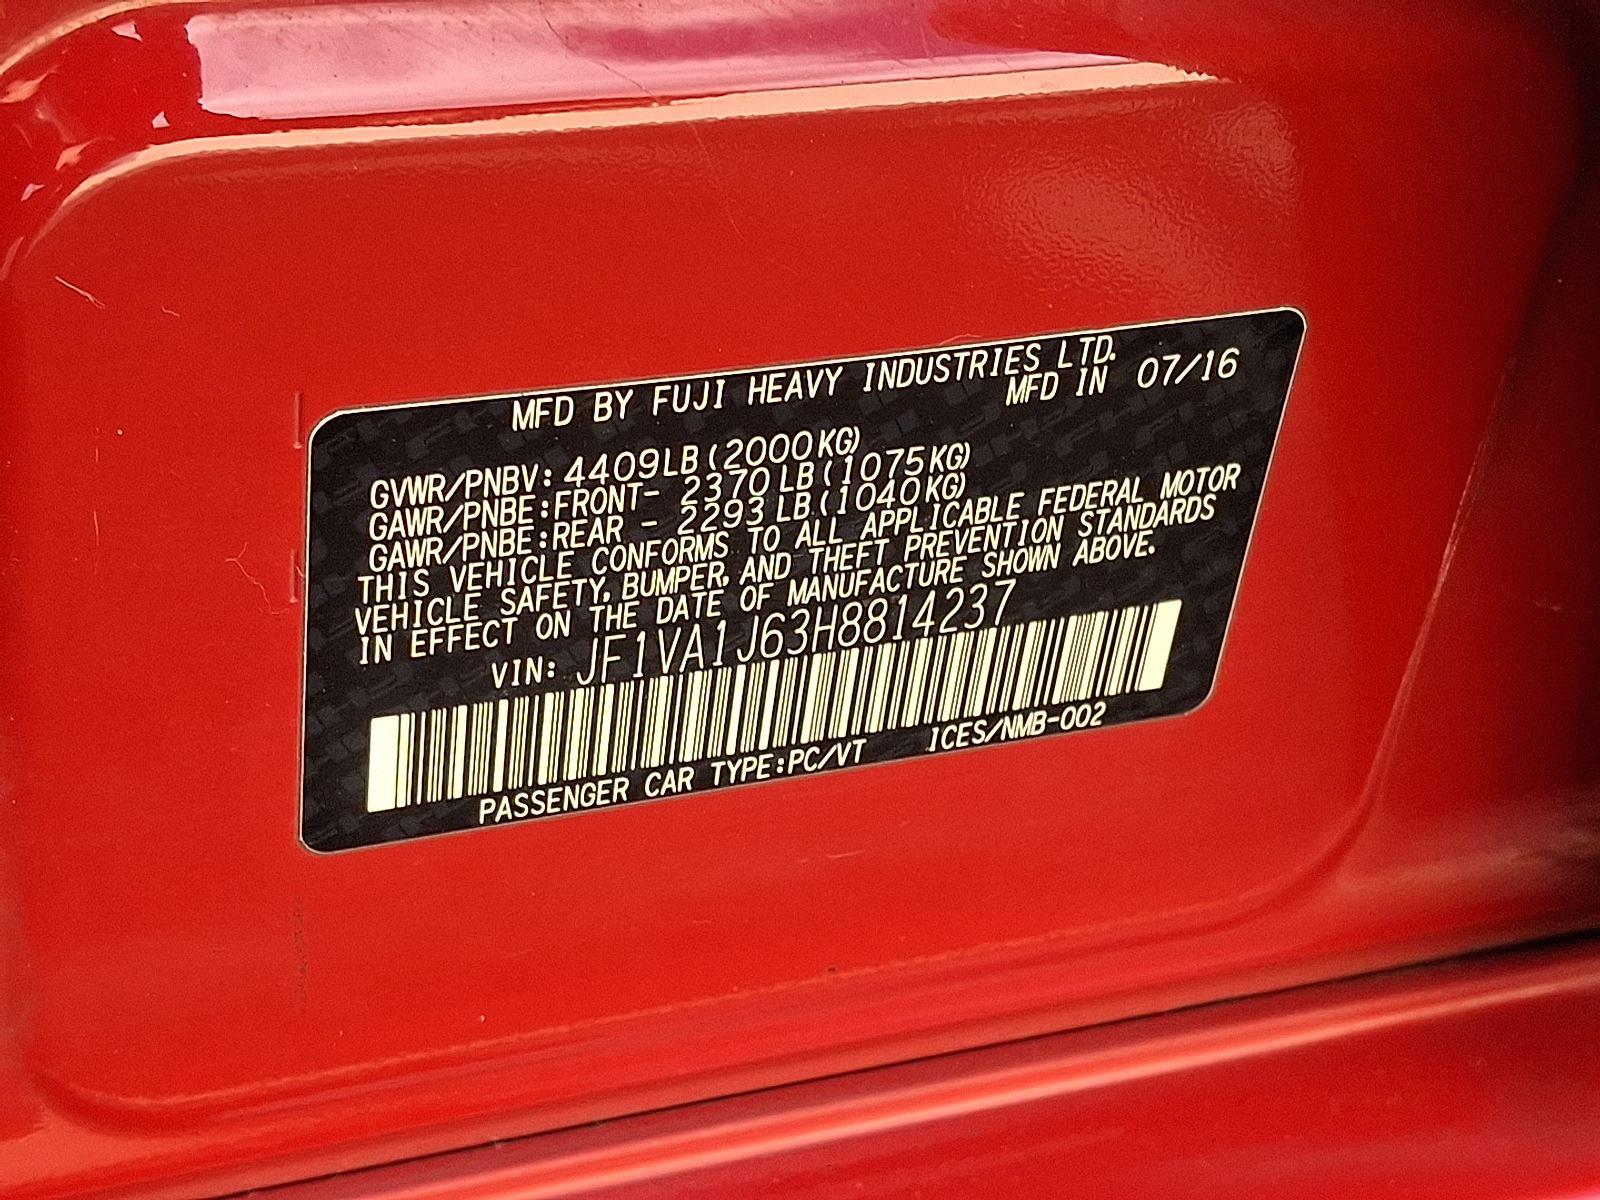 MFD BY FUJI HEAVY INDUSTRIES LTD.
MFD IN 07/16
GVWR/PNBV: 4409LB(2000KG)
GAWR/PNBE:FRONT- 2370LB(1075KG)
GAWR/PNBE:REAR - 2293LB(1040KG)
THIS VEHICLE CONFORMS TO ALL APPLICABLE FEDERAL MOTOR
VEHICLE SAFETY, BUMPER, AND THEFT PREVENTION STANDARDS
IN EFFECT ON THE DATE OF MANUFACTURE SHOWN ABOVE.
VIN: JF1VA1J63H8814237
PASSENGER CAR TYPE:PC/VT ICES/NMB-002